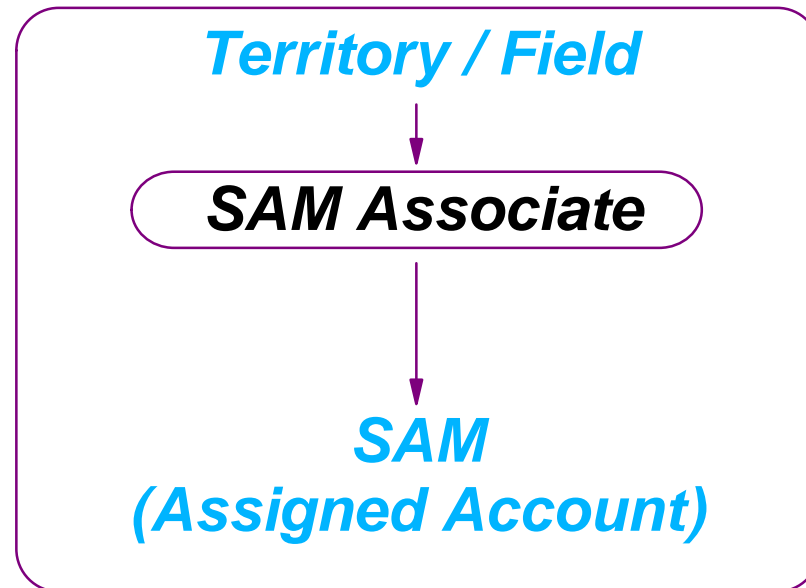 Territory / Field
SAM Associate
SAM
(Assigned Account)